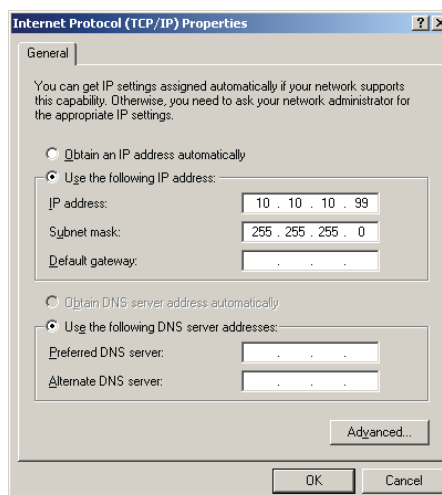 Internet Protocol (TCP/IP) Properties
General
You can get IP settings assigned automatically if your network supports
this capability. Otherwise, you need to ask your network administrator for
the appropriate IP settings.
Obtain an IP address automatically
Use the following IP address:
IP address: 10 . 10 . 10 . 99
Subnet mask: 255 . 255 . 255 . 0
Default gateway: . . .
Obtain DNS server address automatically
Use the following DNS server addresses:
Preferred DNS server: . . .
Alternate DNS server: . . .
Advanced...
OK Cancel